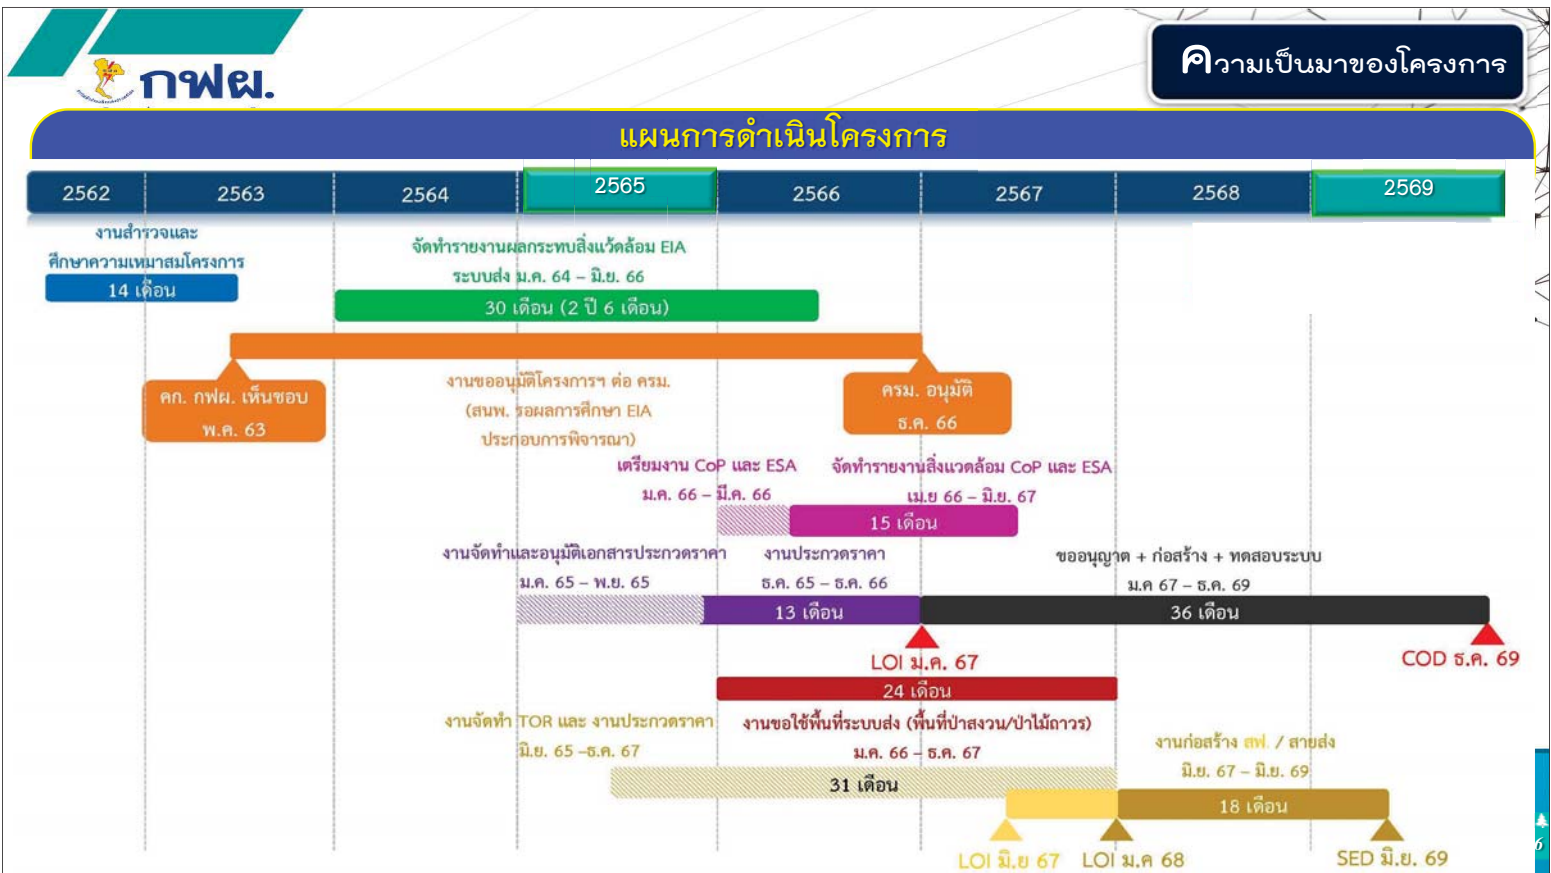 กฟผ.
ความเป็นมาของโครงการ
แผนการดำเนินโครงการ
2562 2563 2564 2565 2566 2567 2568 2569
งานสำรวจและ
ศึกษาความเหมาะสมโครงการ
14 เดือน
จัดทำรายงานผลกระทบสิ่งแว้ดล้อม EIA
ระบบส่ง ม.ค. 64 – มิ.ย. 66
30 เดือน (2 ปี 6 เดือน)
คก. กฟผ. เห็นชอบ
พ.ค. 63
งานขออนุมัติโครงการฯ ต่อ ครม.
(สนพ. รอผลการศึกษา EIA
ประกอบการพิจารณา)
ครม. อนุมัติ
ธ.ค. 66
เตรียมงาน CoP และ ESA
ม.ค. 66 – มี.ค. 66
จัดทำรายงานสิ่งแวดล้อม CoP และ ESA
เม.ย 66 – มิ.ย. 67
15 เดือน
งานจัดทำและอนุมัติเอกสารประกวดราคา
ม.ค. 65 – พ.ย. 65
งานประกวดราคา
ธ.ค. 65 – ธ.ค. 66
13 เดือน
ขออนุญาต + ก่อสร้าง + ทดสอบระบบ
ม.ค 67 – ธ.ค. 69
36 เดือน
LOI ม.ค. 67
COD ธ.ค. 69
24 เดือน
งานขอใช้พื้นที่ระบบส่ง (พื้นที่ป่าสงวน/ป่าไม้ถาวร)
ม.ค. 66 – ธ.ค. 67
งานจัดทำ TOR และ งานประกวดราคา
มิ.ย. 65 –ธ.ค. 67
31 เดือน
งานก่อสร้าง สฟ. / สายส่ง
มิ.ย. 67 – มิ.ย. 69
18 เดือน
LOI มิ.ย 67
LOI ม.ค 68
SED มิ.ย. 69